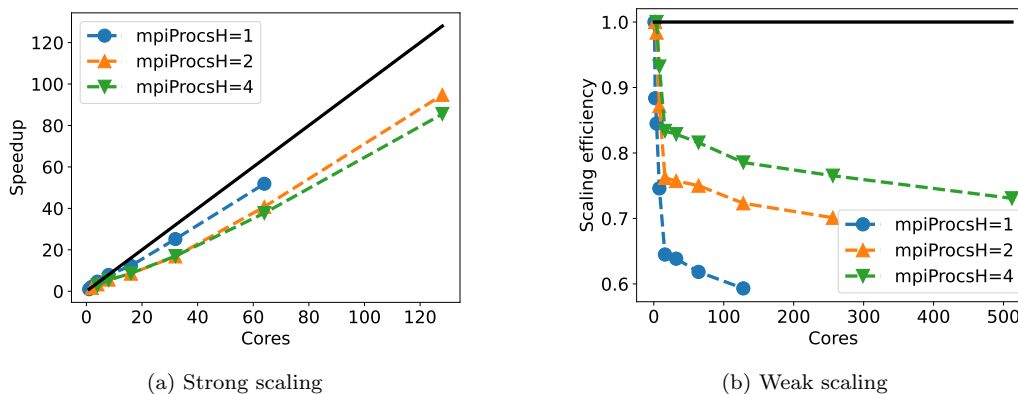 mpiProcsH=1
mpiProcsH=2
mpiProcsH=4
120
100
80
60
40
20
0
Speedup
0 20 40 60 80 100 120
Cores
(a) Strong scaling
1.0
0.9
0.8
0.7
0.6
Scaling efficiency
mpiProcsH=1
mpiProcsH=2
mpiProcsH=4
0 100 200 300 400 500
Cores
(b) Weak scaling